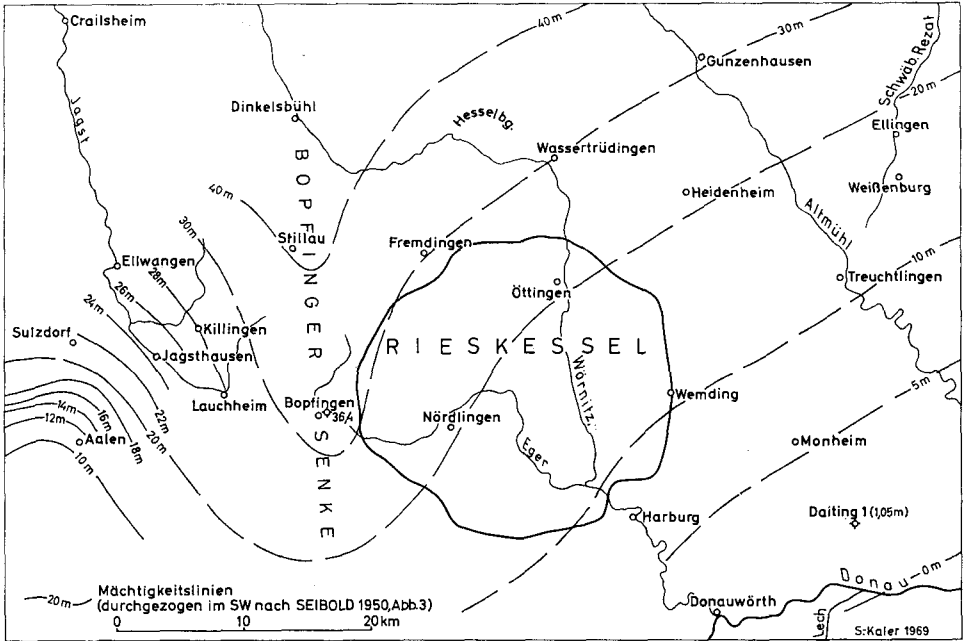 Crailsheim
40m
30m
Gunzenhausen
Schwäb. Rezat
20m
Jagst
Dinkelsbühl
Hesselbg.
Ellingen
Wassertrüdingen
Weißenburg
Heidenheim
40m
BOPFINGER SENKE
Altmühl
30m
Stillau
Fremdingen
10m
Ellwangen
28m
Treuchtlingen
26m
Öttingen
24m
Killingen
Sulzdorf
RIESKESSEL
Jagsthausen
Wörnitz
5m
Lauchheim
Wemding
22m
Bopfingen
36,4
20m
14m
16m
Nördlingen
12m
18m
Aalen
Monheim
10m
Eger
Harburg
Daiting 1 (1,05m)
0m
Donau
20m
Mächtigkeitslinien
(durchgezogen im SW nach SEIBOLD 1950, Abb.3)
Donauwörth
Lech
0 10 20km
S.Kaler 1969